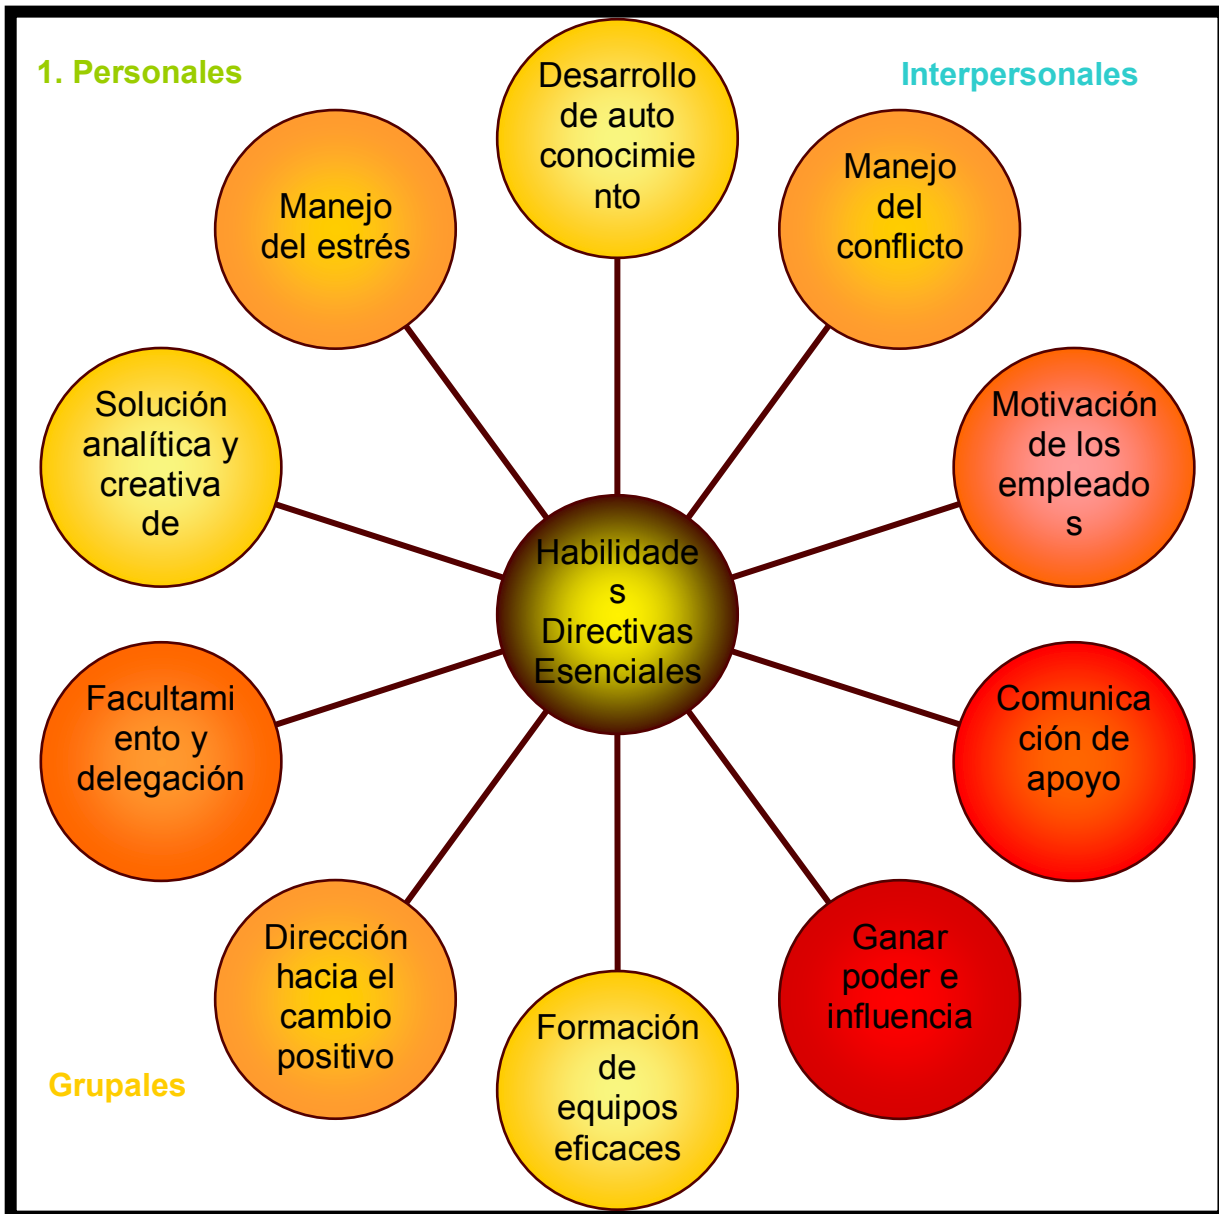 1. Personales
Interpersonales
Desarrollo
de auto
conocimie
nto
Manejo
del
conflicto
Motivación
de los
empleado
s
Comunica
ción de
apoyo
Ganar
poder e
influencia
Formación
de
equipos
eficaces
Dirección
hacia el
cambio
positivo
Facultami
ento y
delegación
Solución
analítica y
creativa
de
Manejo
del estrés
Habilidade
s
Directivas
Esenciales
Grupales